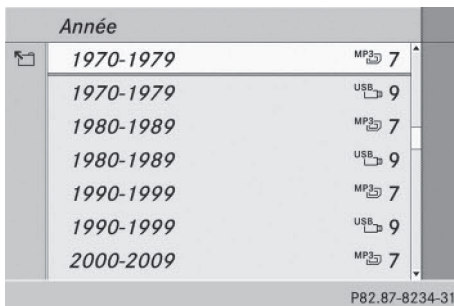 Année
1970-1979 MP3 7
1970-1979 USB 9
1980-1989 MP3 7
1980-1989 USB 9
1990-1999 MP3 7
1990-1999 USB 9
2000-2009 MP3 7
P82.87-8234-31